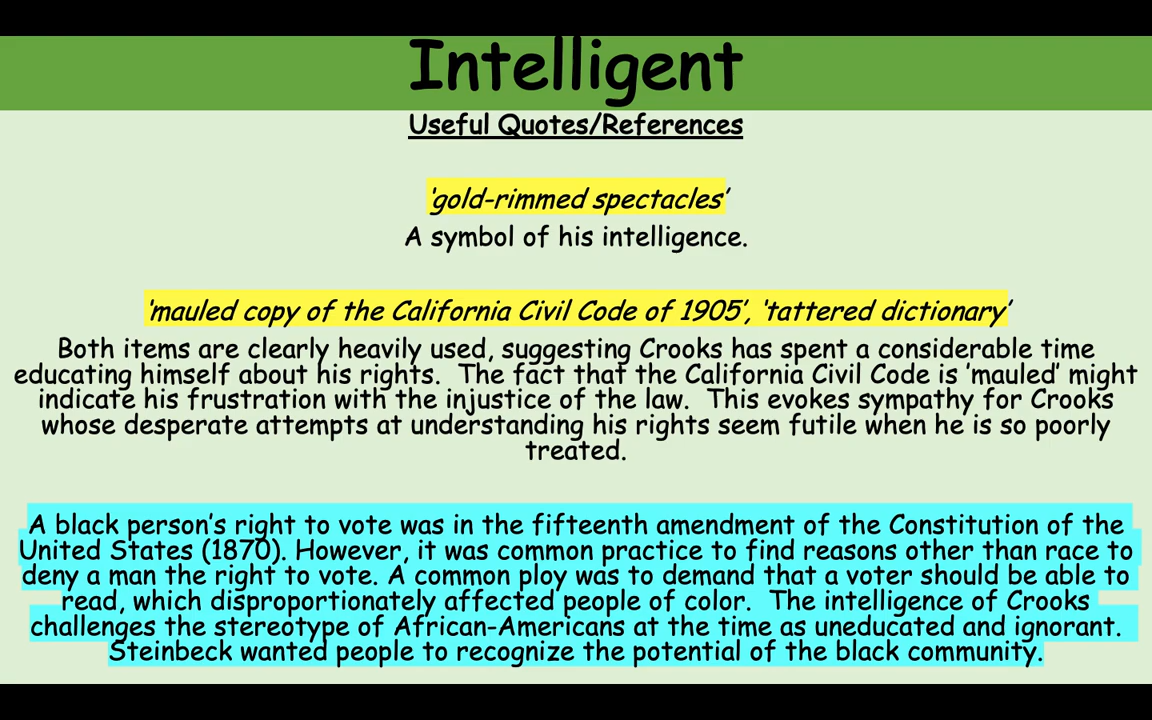 Intelligent
Useful Quotes/References
‘gold-rimmed spectacles’
A symbol of his intelligence.
‘mauled copy of the California Civil Code of 1905’, ‘tattered dictionary’
Both items are clearly heavily used, suggesting Crooks has spent a considerable time
educating himself about his rights.  The fact that the California Civil Code is ‘mauled’ might
indicate his frustration with the injustice of the law.  This evokes sympathy for Crooks
whose desperate attempts at understanding his rights seem futile when he is so poorly
treated.
A black person’s right to vote was in the fifteenth amendment of the Constitution of the
United States (1870). However, it was common practice to find reasons other than race to
deny a man the right to vote. A common ploy was to demand that a voter should be able to
read, which disproportionately affected people of color.  The intelligence of Crooks
challenges the stereotype of African-Americans at the time as uneducated and ignorant.
Steinbeck wanted people to recognize the potential of the black community.